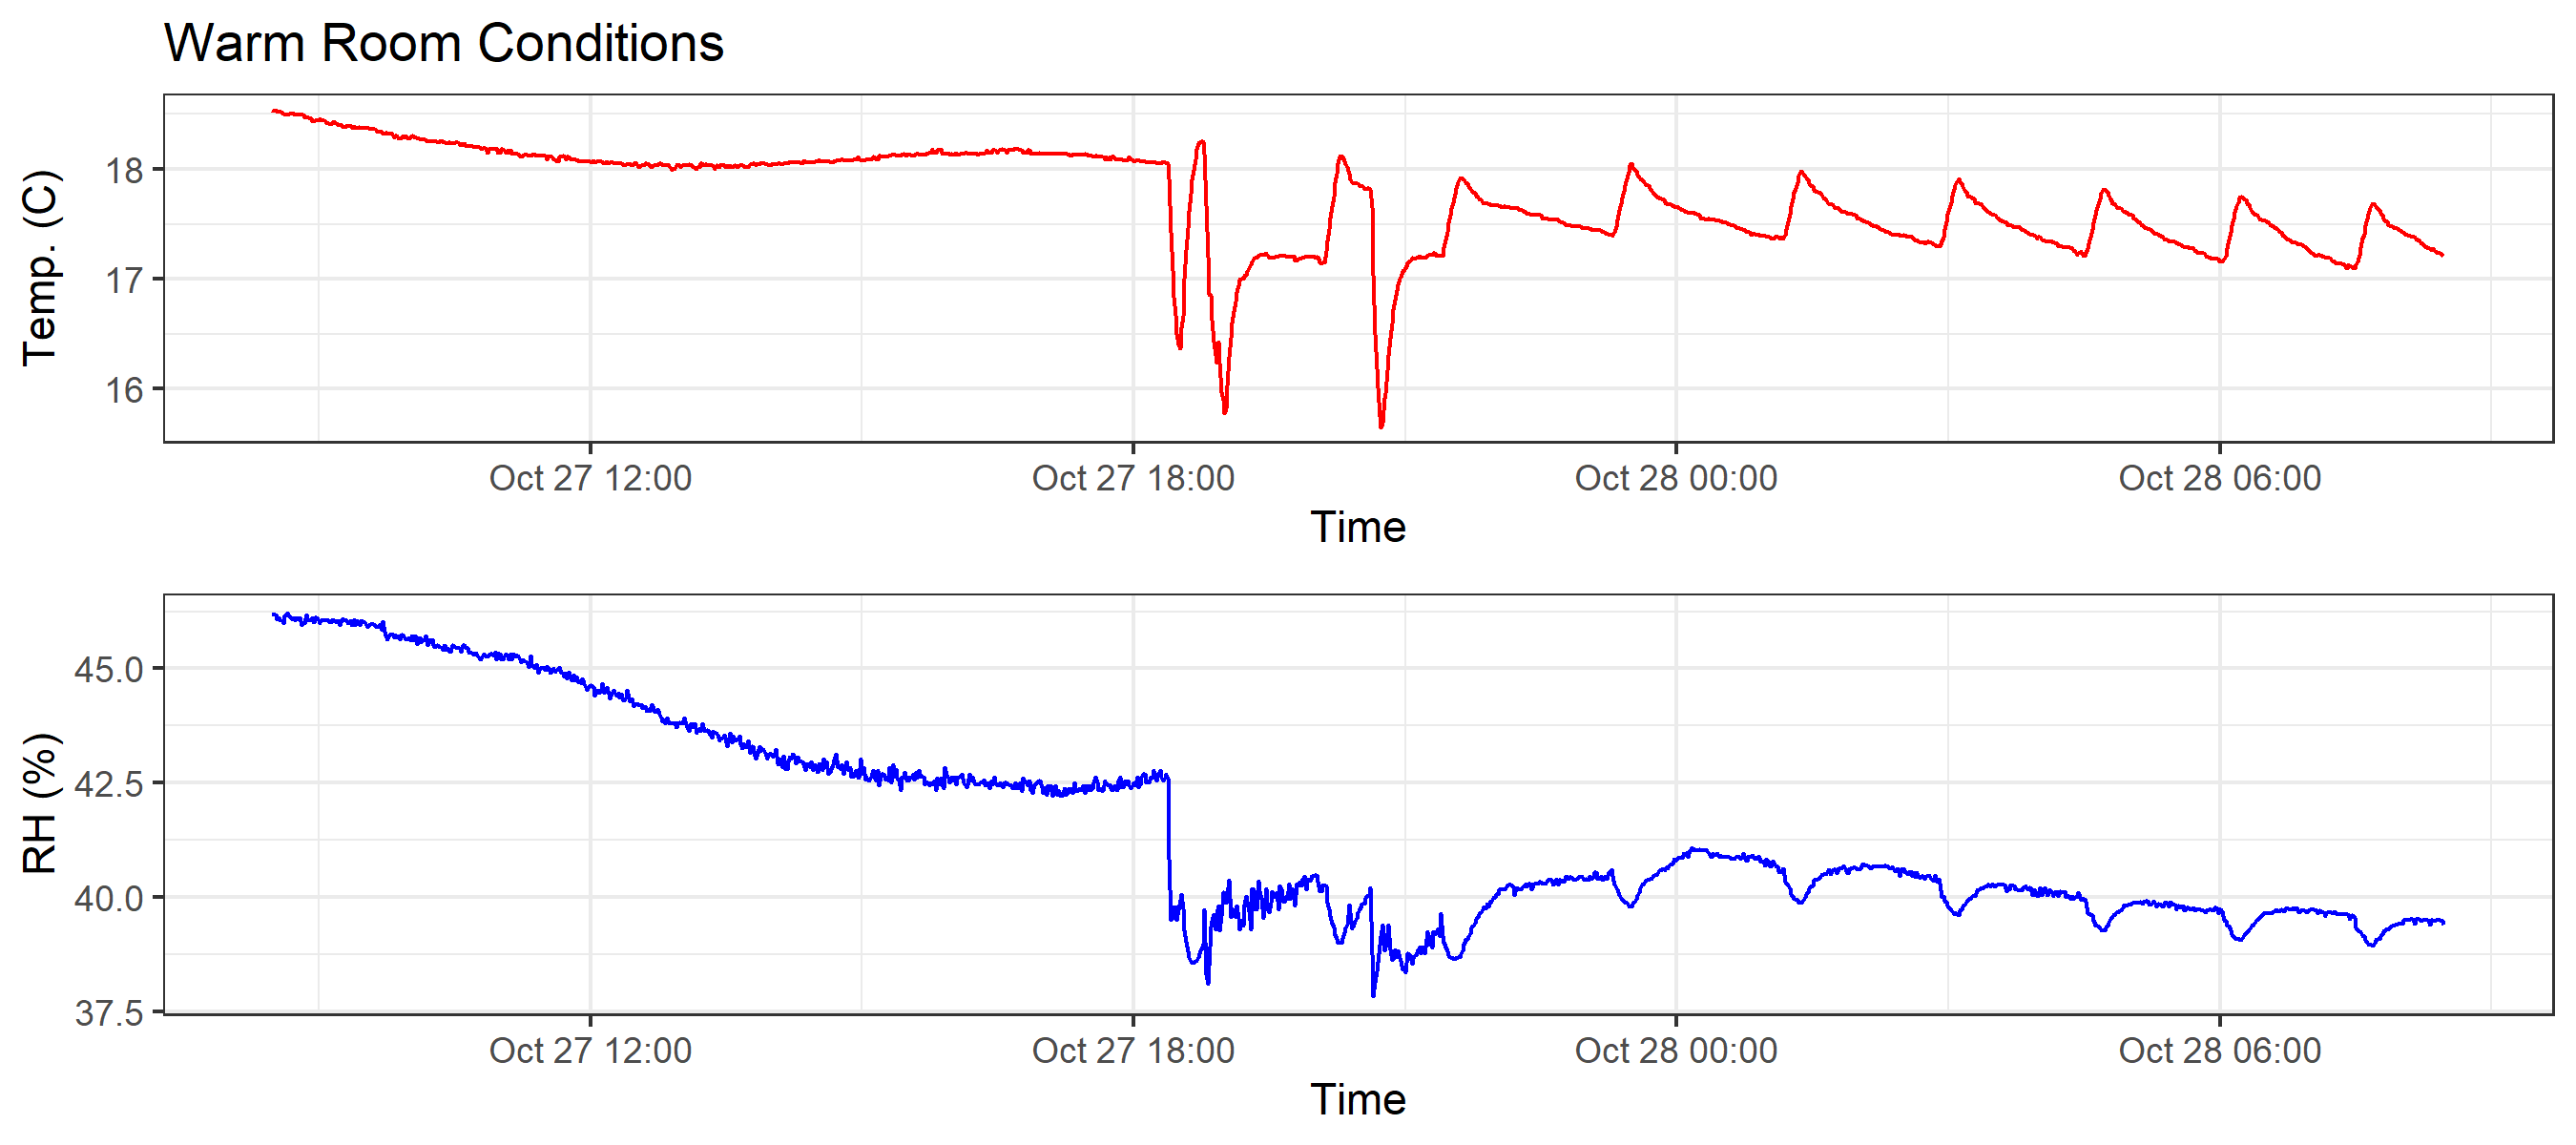 Warm Room Conditions
Temp. (C)
18
17
16
Oct 27 12:00 Oct 27 18:00 Oct 28 00:00 Oct 28 06:00
Time
RH (%)
45.0
42.5
40.0
37.5
Oct 27 12:00 Oct 27 18:00 Oct 28 00:00 Oct 28 06:00
Time